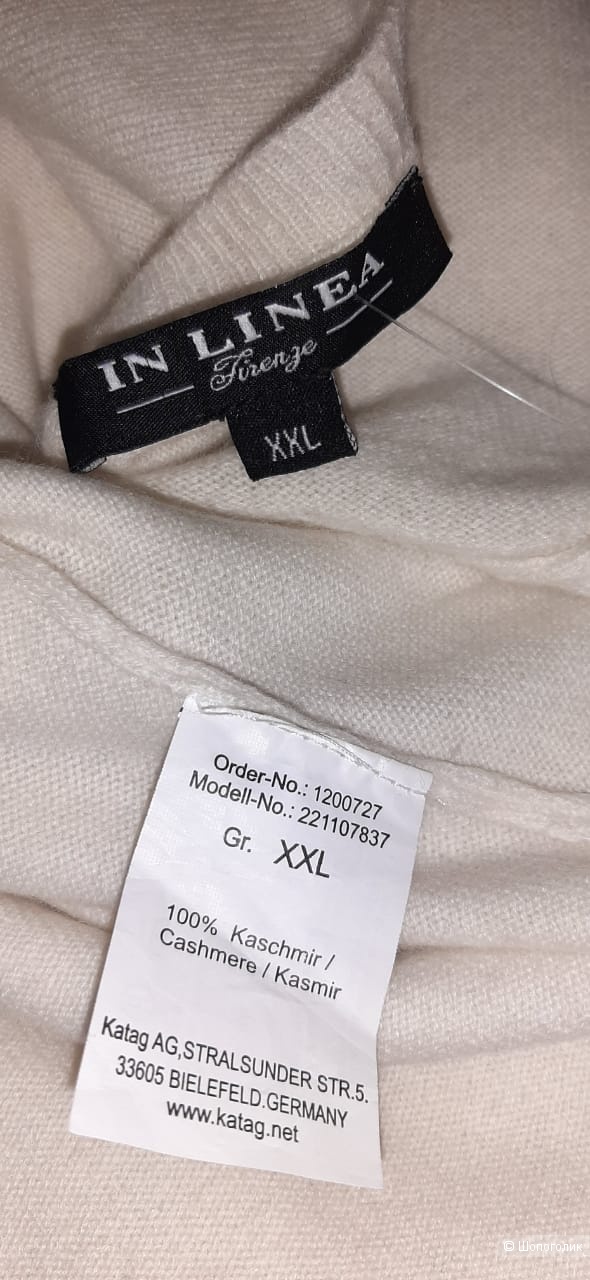 IN LINEA
Firenze
XXL
Order-No.: 1200727
Modell-No.: 221107837
Gr. XXL
100% Kaschmir /
Cashmere / Kasmir
Katag AG,STRALSUNDER STR.5.
33605 BIELEFELD.GERMANY
www.katag.net
© Шопоголик